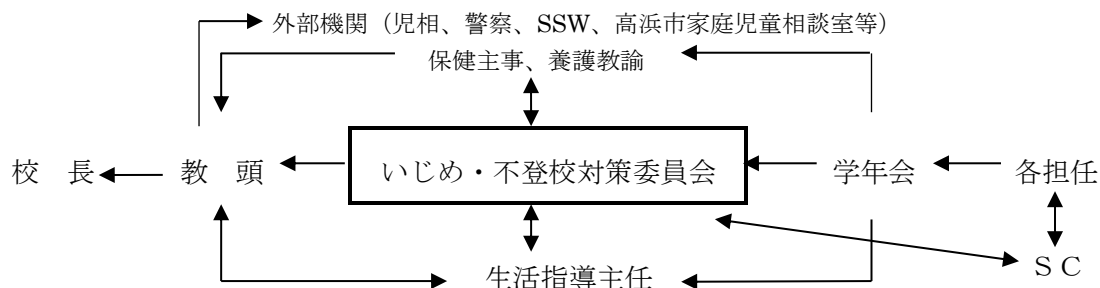 外部機関（児相、警察、SSW、高浜市家庭児童相談室等）
保健主事、養護教諭
校　長　教　頭　いじめ・不登校対策委員会　学年会　各担任
生活指導主任　ＳＣ